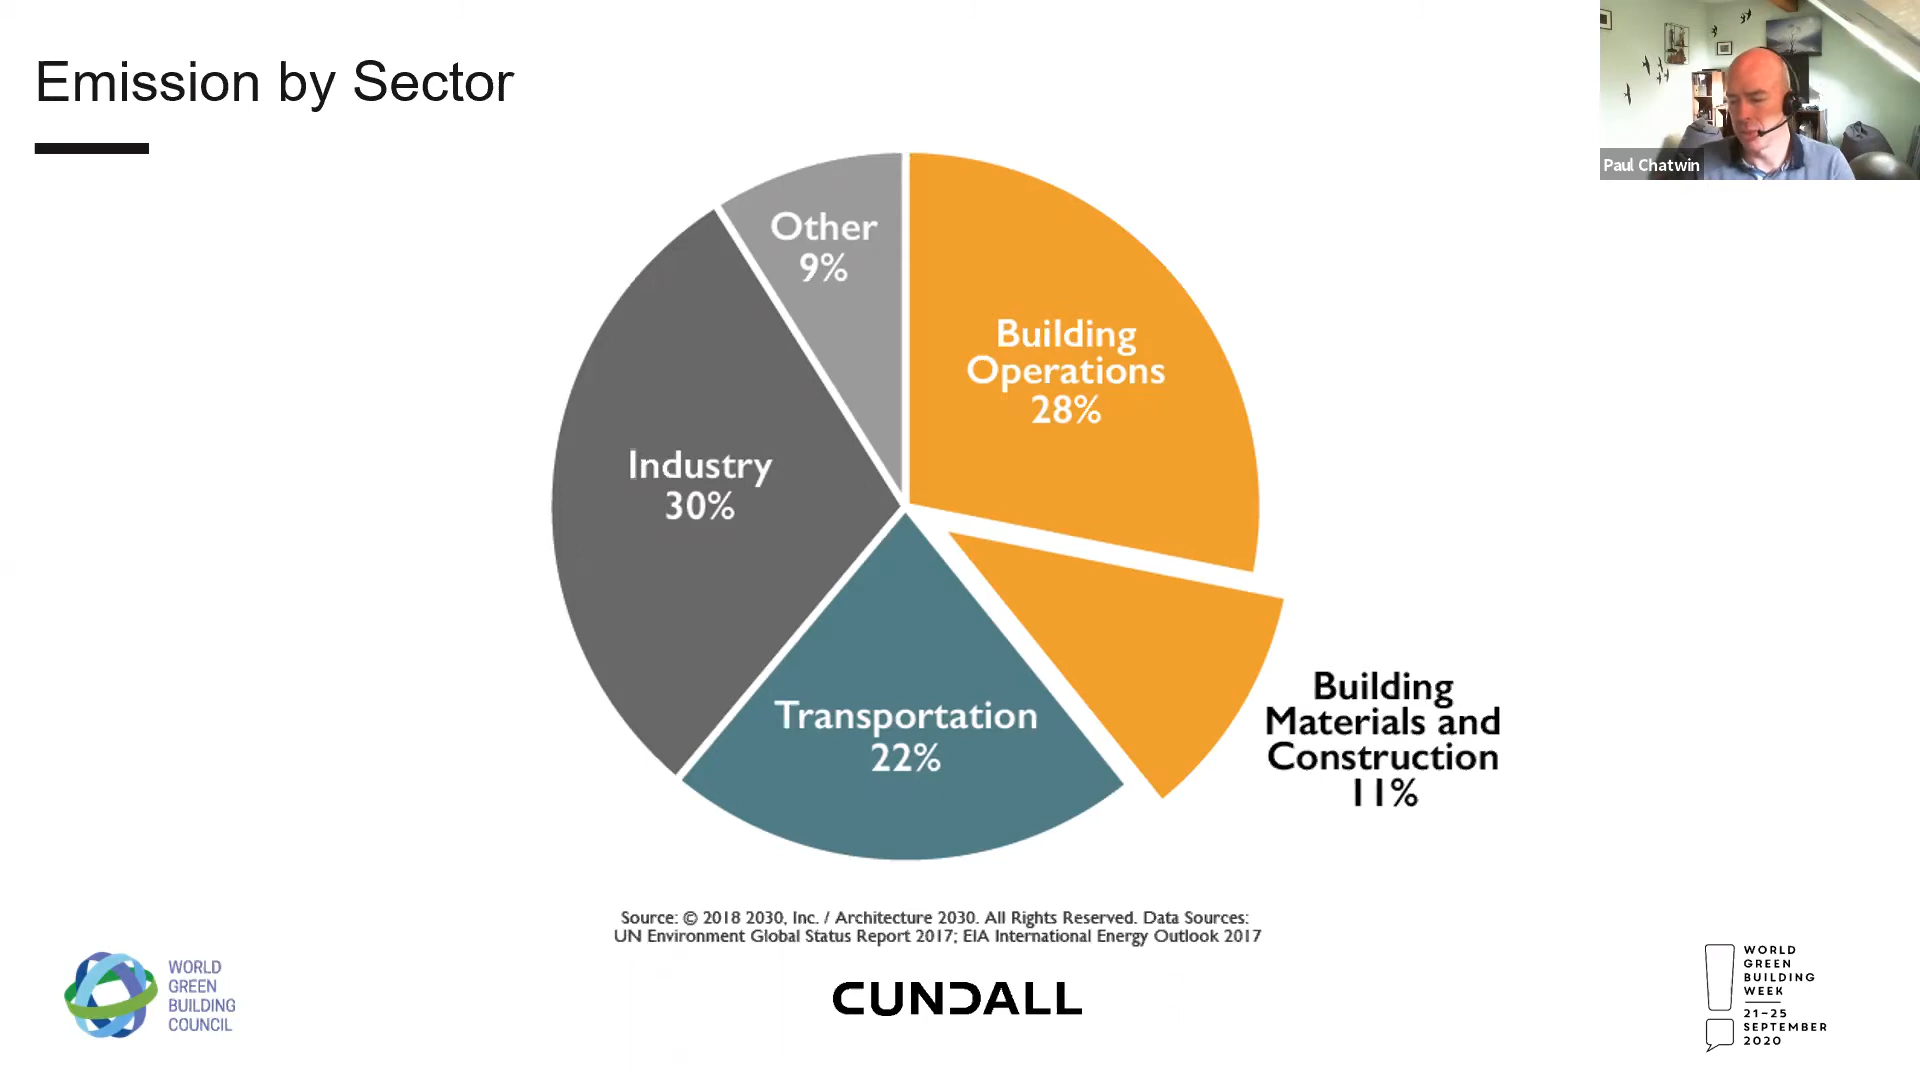 Emission by Sector
Paul Chatwin
Other
9%
Building
Operations
28%
Industry
30%
Transportation
22%
Building
Materials and
Construction
11%
Source: © 2018 2030, Inc. / Architecture 2030. All Rights Reserved. Data Sources:
UN Environment Global Status Report 2017; EIA International Energy Outlook 2017
WORLD
GREEN
BUILDING
COUNCIL
CUNDALL
WORLD
GREEN
BUILDING
WEEK
21–25
SEPTEMBER
2020